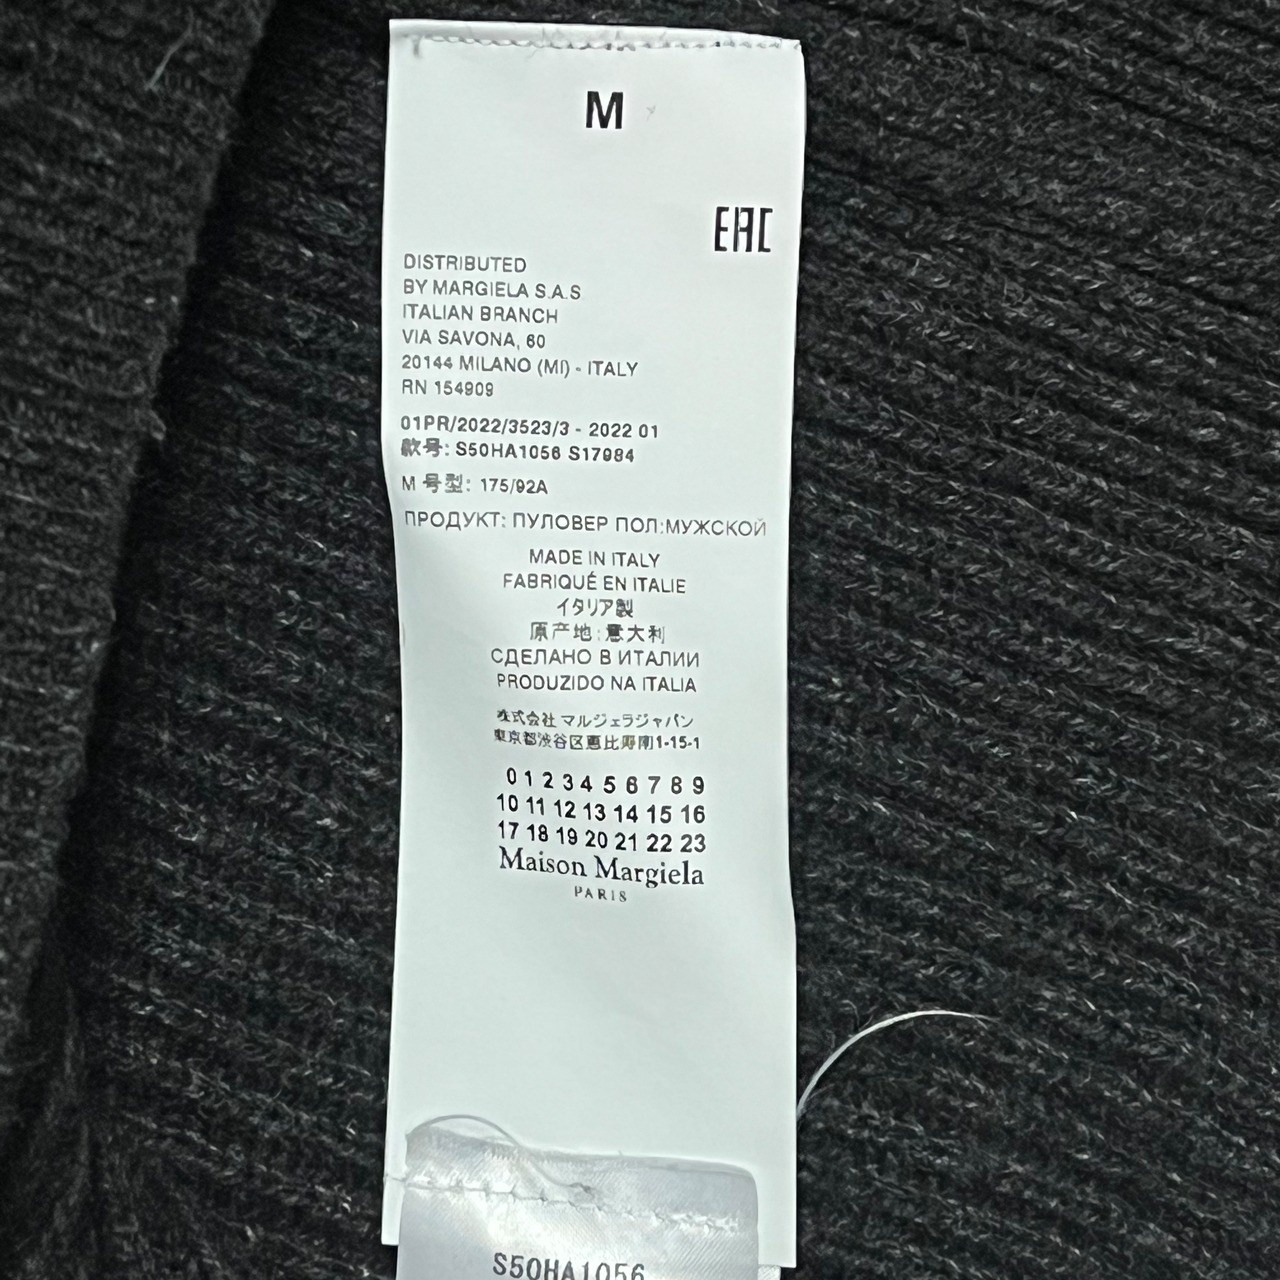 M
EAC
DISTRIBUTED
BY MARGIELA S.A.S
ITALIAN BRANCH
VIA SAVONA, 60
20144 MILANO (MI) - ITALY
RN 154909
01PR/2022/3523/3 - 2022 01
款号: S50HA1056 S17984
M 号型: 175/92A
ПРОДУКТ: ПУЛОВЕР ПОЛ:МУЖСКОЙ
MADE IN ITALY
FABRIQUÉ EN ITALIE
イタリア製
原产地:意大利
СДЕЛАНО В ИТАЛИИ
PRODUZIDO NA ITALIA
株式会社 マルジェラジャパン
東京都渋谷区恵比寿南1-15-1
0 1 2 3 4 5 6 7 8 9
10 11 12 13 14 15 16
17 18 19 20 21 22 23
Maison Margiela
PARIS
S50HA1056